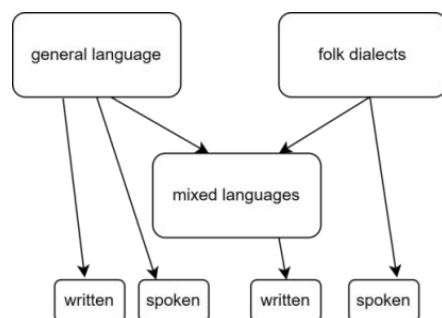 general language
folk dialects
mixed languages
written
spoken
written
spoken